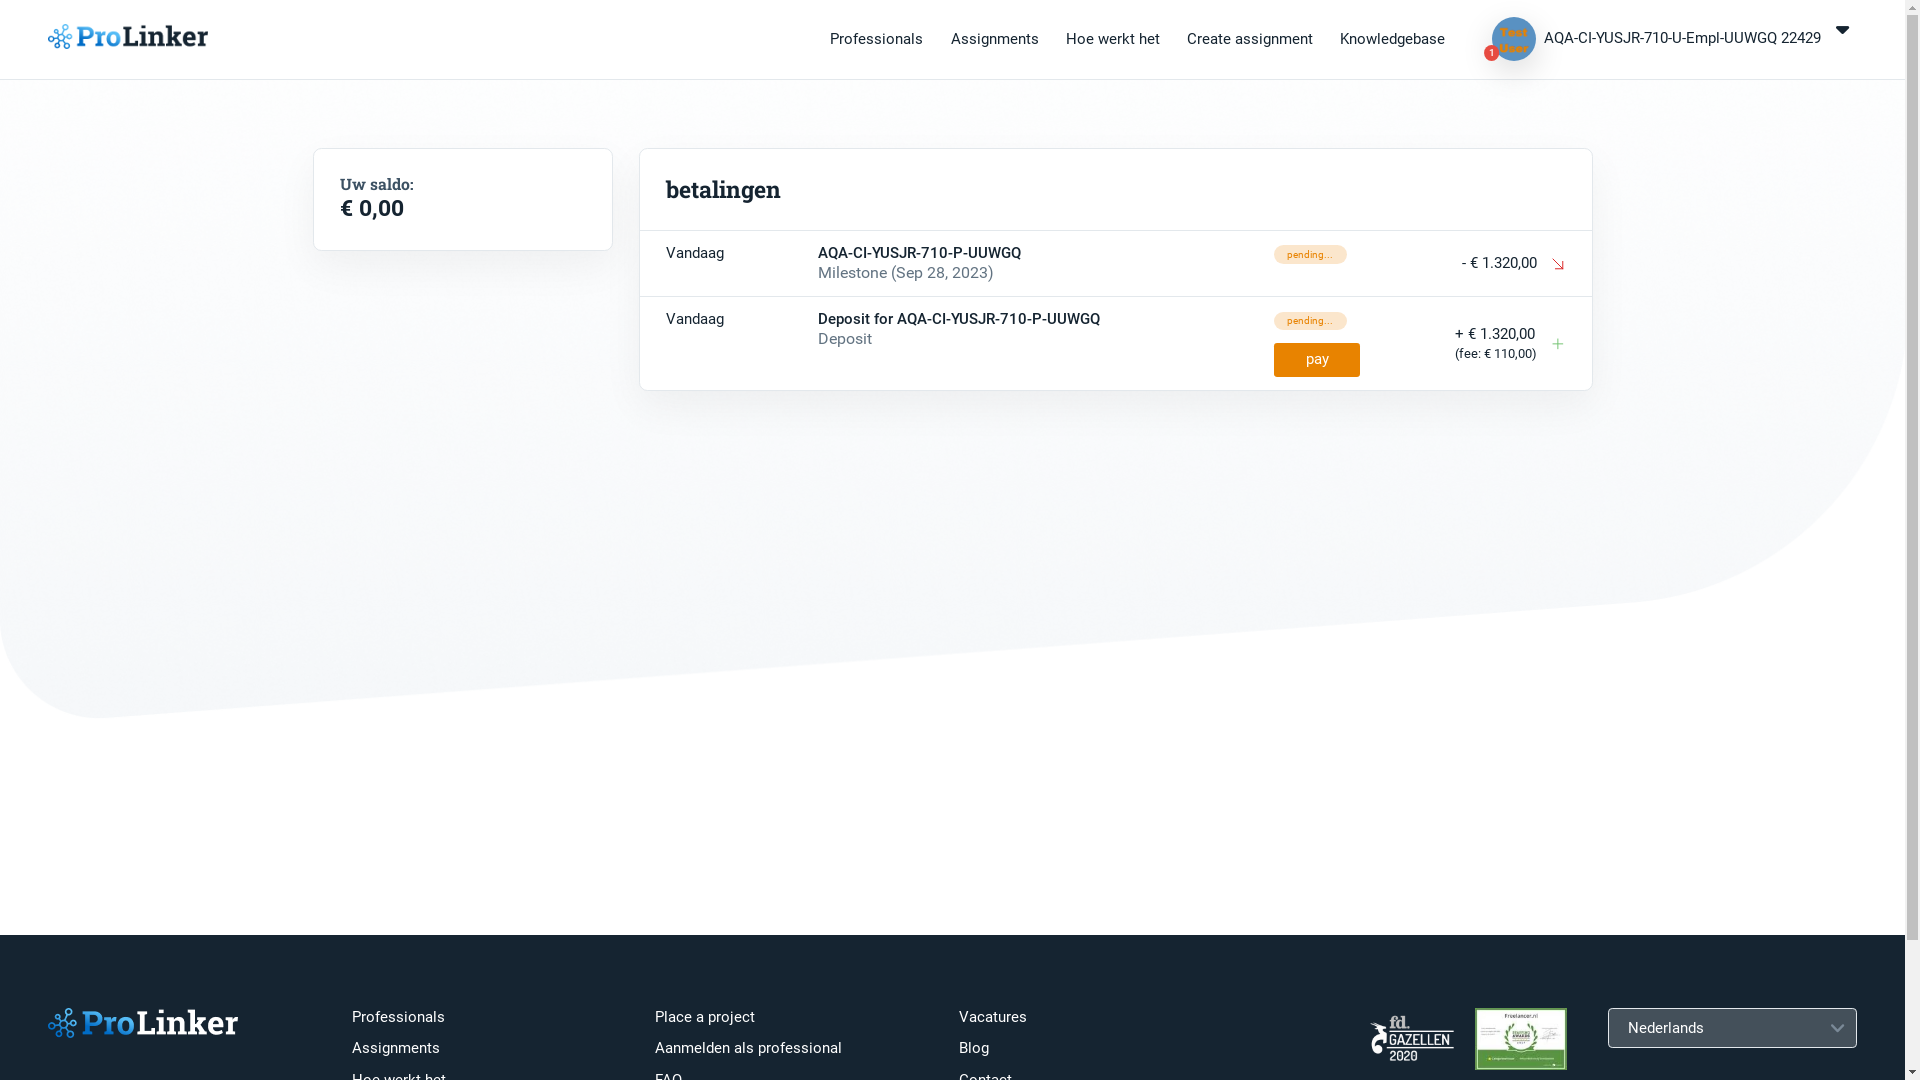 ProLinker
Professionals
Assignments
Hoe werkt het
Create assignment
Knowledgebase
Test
User
1
AQA-CI-YUSJR-710-U-Empl-UUWGQ 22429
Uw saldo:
€ 0,00
betalingen
Vandaag
AQA-CI-YUSJR-710-P-UUWGQ
Milestone (Sep 28, 2023)
pending...
- € 1.320,00
Vandaag
Deposit for AQA-CI-YUSJR-710-P-UUWGQ
Deposit
pending...
pay
+ € 1.320,00
(fee: € 110,00)
ProLinker
Professionals
Assignments
Hoe werkt het
Place a project
Aanmelden als professional
FAQ
Vacatures
Blog
Contact
fd.
GAZELLEN
2020
Freelancer.nl
Nederlands